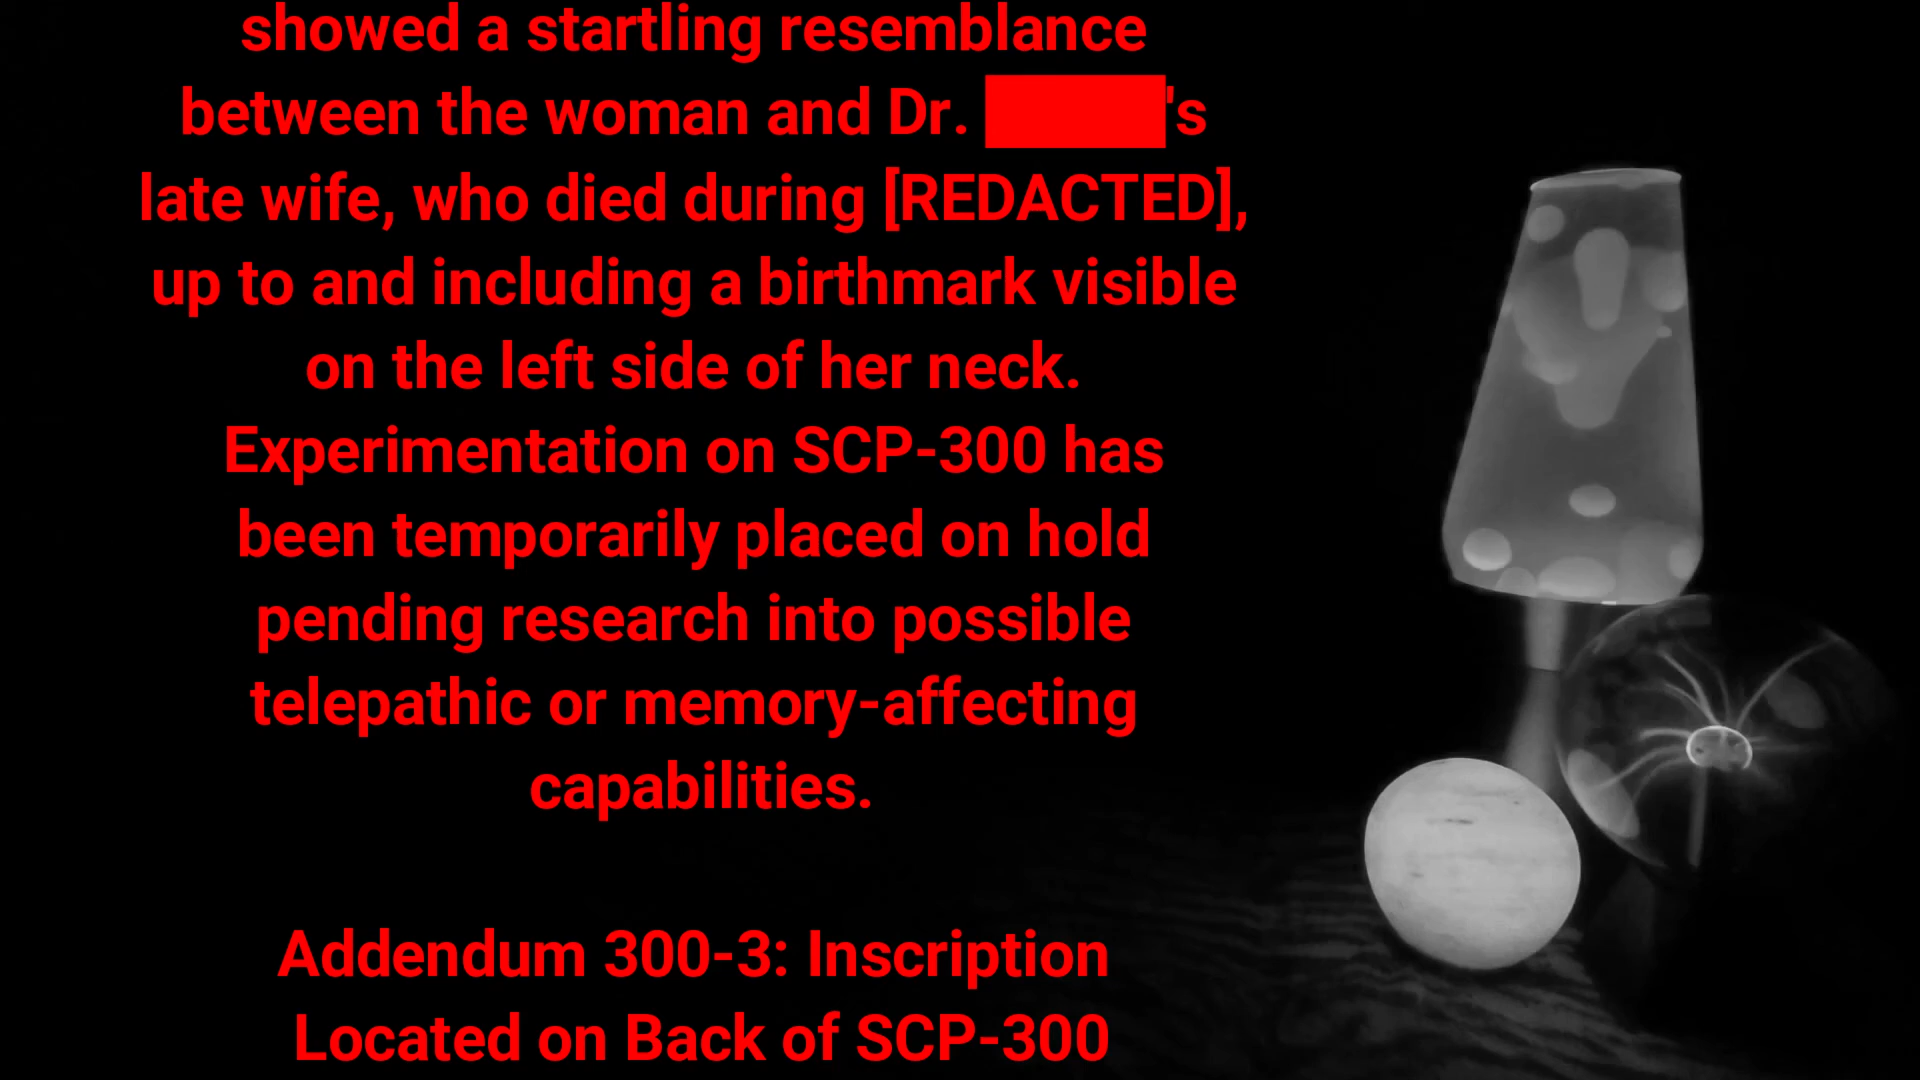 showed a startling resemblance
between the woman and Dr. █████'s
late wife, who died during [REDACTED],
up to and including a birthmark visible
on the left side of her neck.
Experimentation on SCP-300 has
been temporarily placed on hold
pending research into possible
telepathic or memory-affecting
capabilities.
Addendum 300-3: Inscription
Located on Back of SCP-300